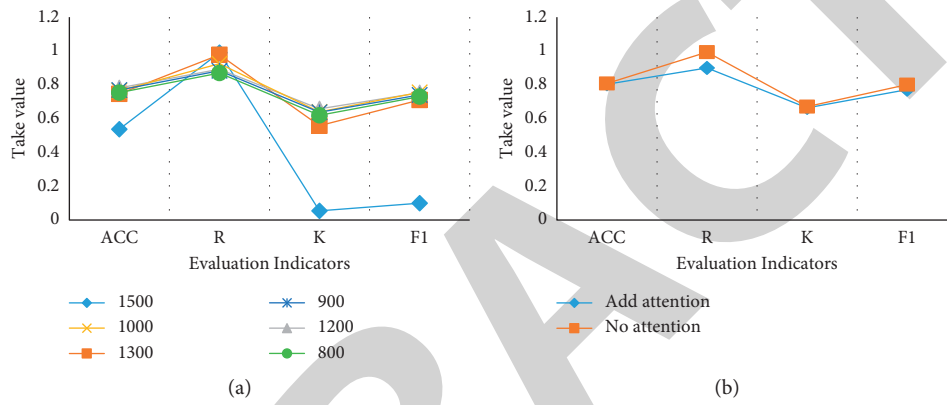 1.2
1
0.8
0.6
0.4
0.2
0
Take value
ACC R K F1
Evaluation Indicators
1500
1000
1300
900
1200
800
(a)
1.2
1
0.8
0.6
0.4
0.2
0
Take value
ACC R K F1
Evaluation Indicators
Add attention
No attention
(b)